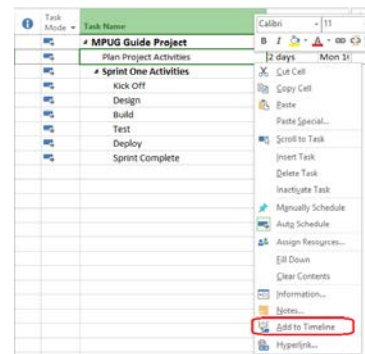 Task
Mode
Task Name
MPUG Guide Project
Plan Project Activities
Sprint One Activities
Kick Off
Design
Build
Test
Deploy
Sprint Complete
Calibri 11
B I A
2 days Mon
Cut Cell
Copy Cell
Paste
Paste Special...
Scroll to Task
Insert Task
Delete Task
Inactivate Task
Manually Schedule
Auto Schedule
Assign Resources...
Fill Down
Clear Contents
Information...
Notes...
Add to Timeline
Hyperlink...